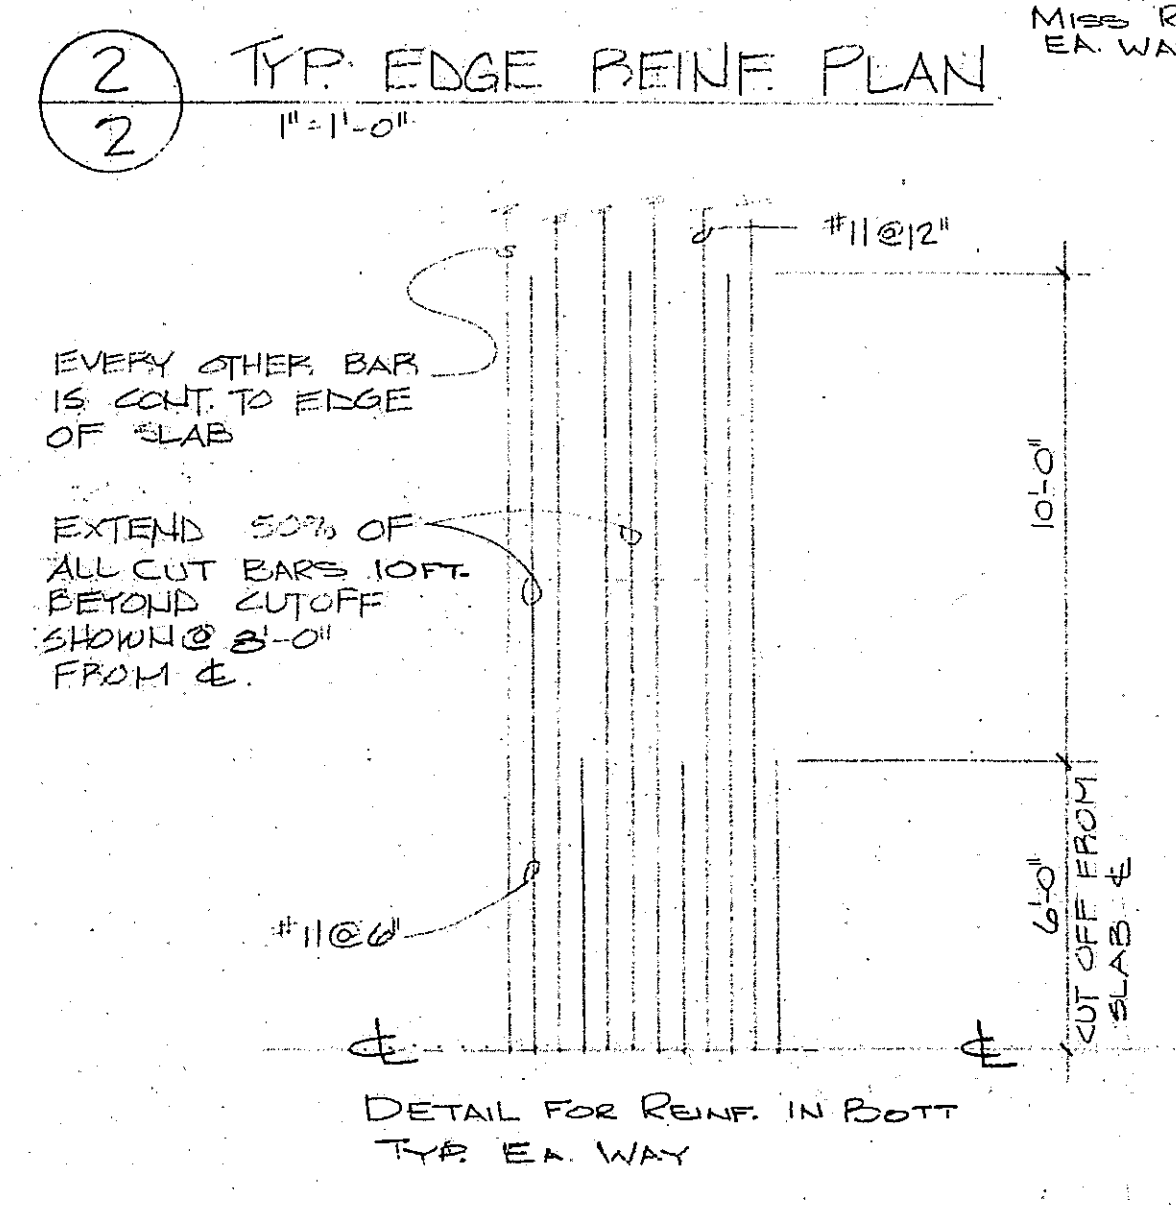 MISS R
EA. WA
2
2
TYP. EDGE REINF. PLAN
1"=1'-0"
#11@12"
EVERY OTHER BAR
IS CONT. TO EDGE
OF SLAB
10'-0"
EXTEND 50% OF
ALL CUT BARS 10FT.
BEYOND CUTOFF
SHOWN @ 8'-0"
FROM ℄.
#11@6"
6'-0"
CUT OFF FROM
SLAB ℄
℄
℄
DETAIL FOR REINF. IN BOTT
TYP. EA. WAY